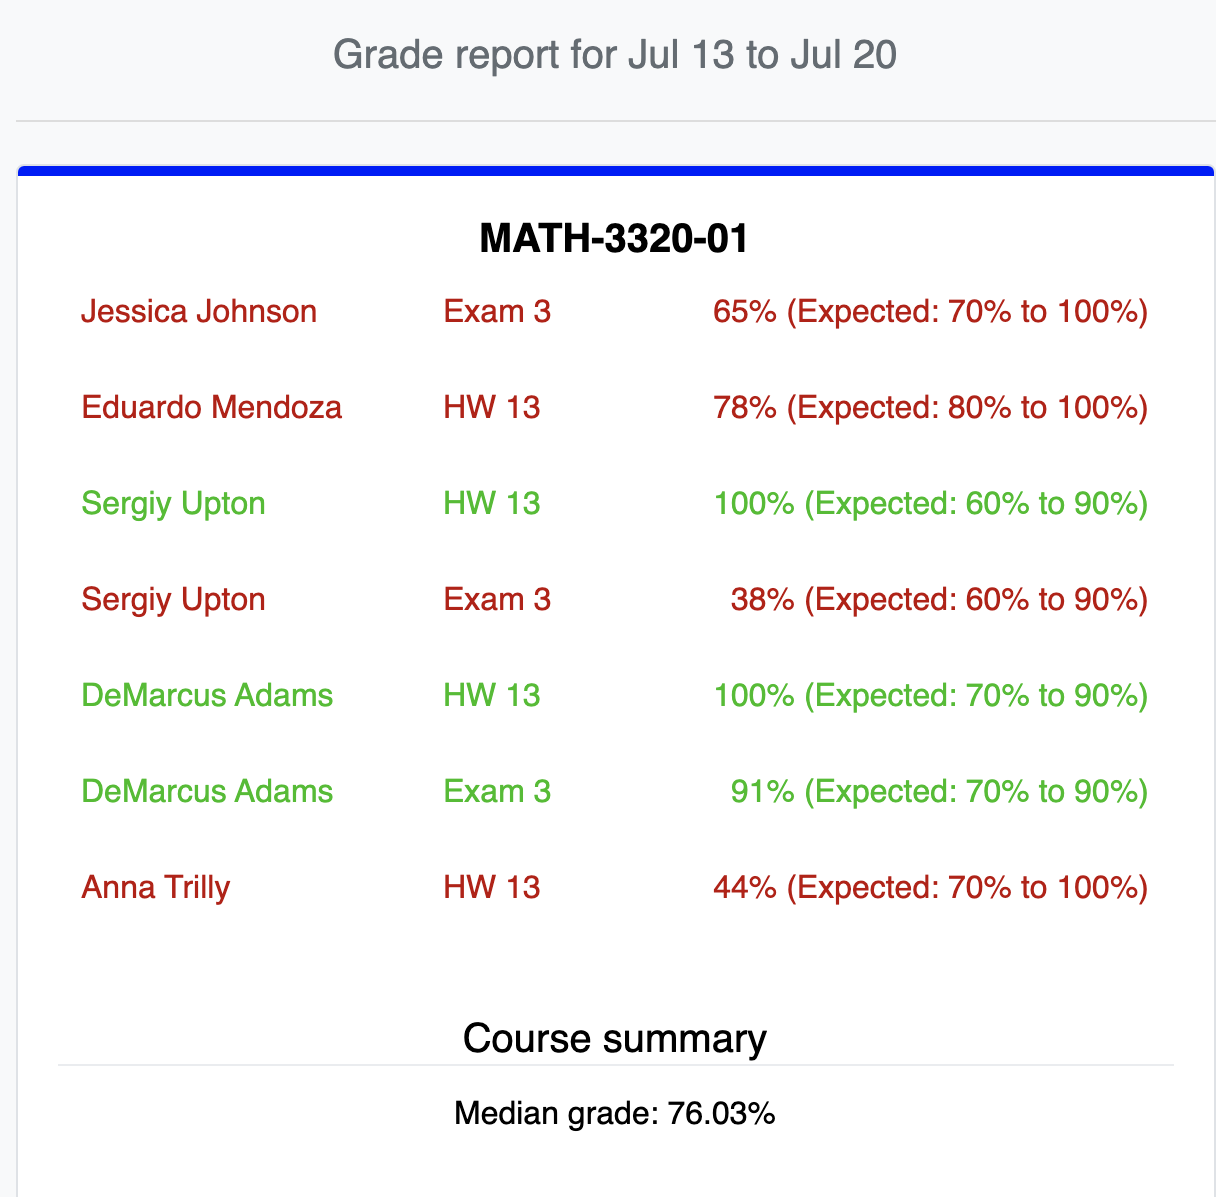 Grade report for Jul 13 to Jul 20
MATH-3320-01
Jessica Johnson Exam 3 65% (Expected: 70% to 100%)
Eduardo Mendoza HW 13 78% (Expected: 80% to 100%)
Sergiy Upton HW 13 100% (Expected: 60% to 90%)
Sergiy Upton Exam 3 38% (Expected: 60% to 90%)
DeMarcus Adams HW 13 100% (Expected: 70% to 90%)
DeMarcus Adams Exam 3 91% (Expected: 70% to 90%)
Anna Trilly HW 13 44% (Expected: 70% to 100%)
Course summary
Median grade: 76.03%